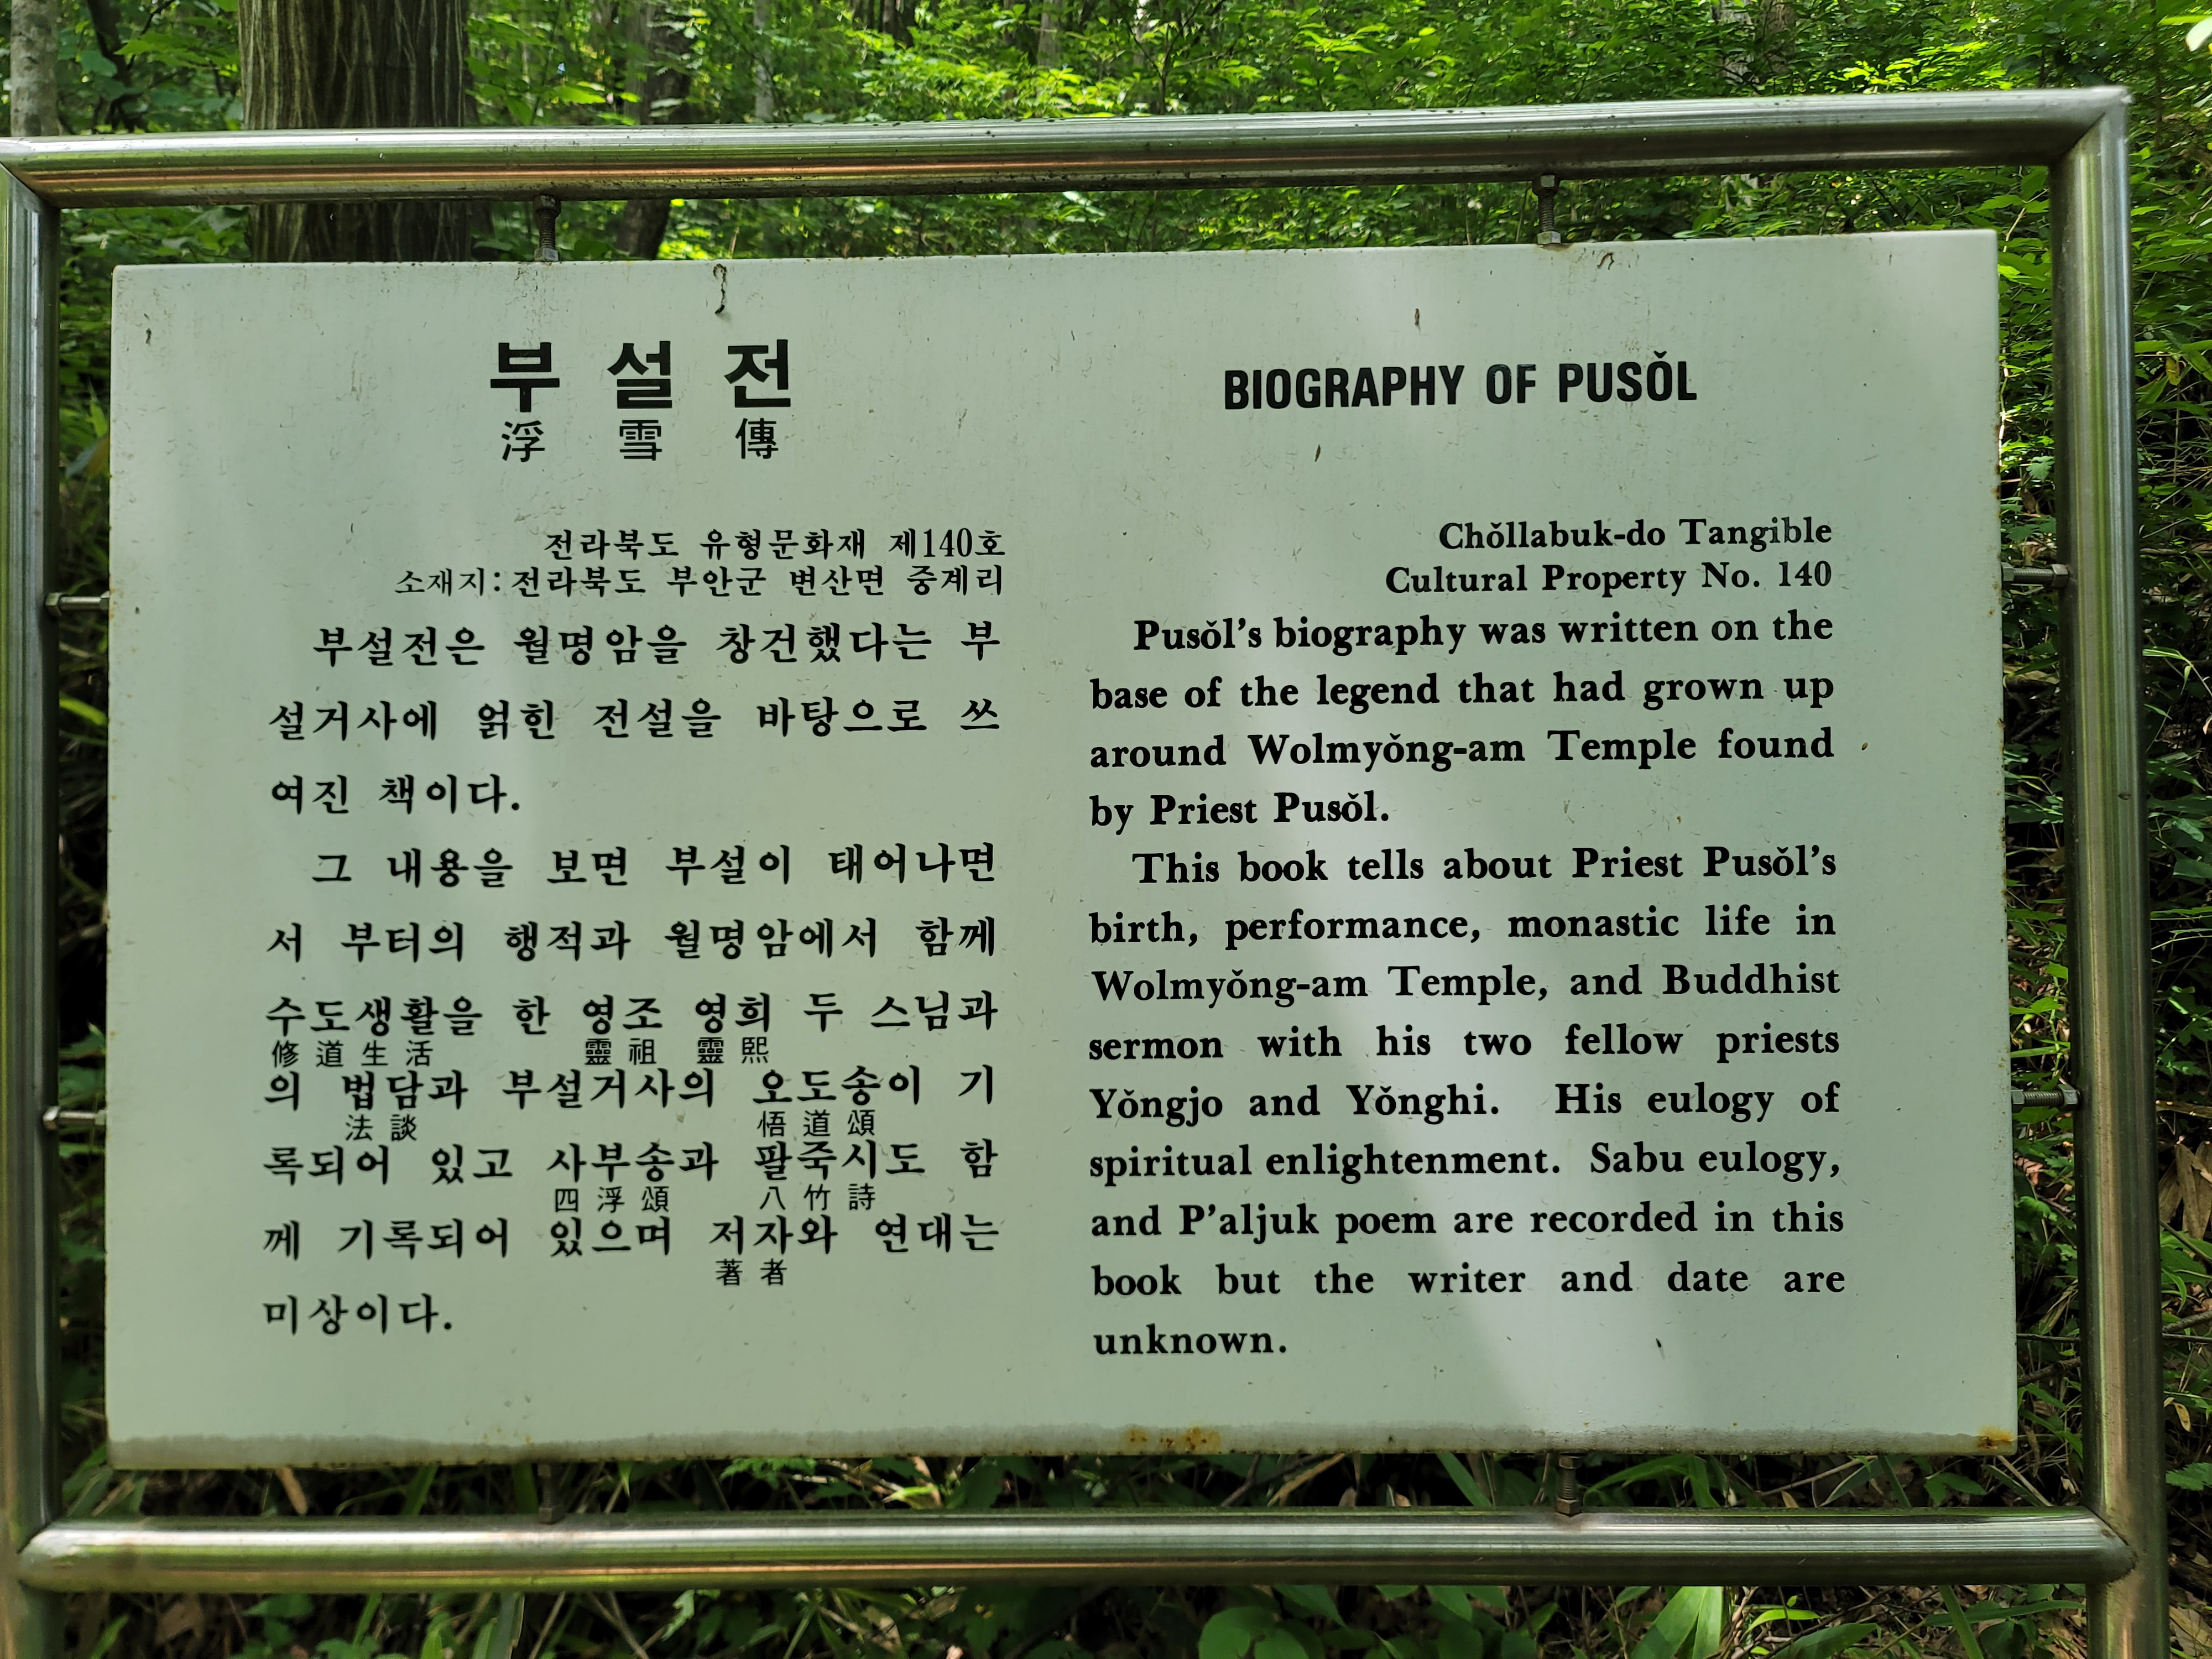 부설전
浮雪傳
전라북도 유형문화재 제140호
소재지:전라북도 부안군 변산면 중계리
부설전은 월명암을 창건했다는 부
설거사에 얽힌 전설을 바탕으로 쓰
여진 책이다.
그 내용을 보면 부설이 태어나면
서 부터의 행적과 월명암에서 함께
수도생활을 한 영조 영희 두 스님과
修道生活 靈祖 靈熙
의 법담과 부설거사의 오도송이 기
法談 悟道頌
록되어 있고 사부송과 팔죽시도 함
四浮頌 八竹詩
께 기록되어 있으며 저자와 연대는
著者
미상이다.
BIOGRAPHY OF PUSǑL
Chǒllabuk-do Tangible
Cultural Property No. 140
Pusǒl's biography was written on the
base of the legend that had grown up
around Wolmyǒng-am Temple found
by Priest Pusǒl.
This book tells about Priest Pusǒl's
birth, performance, monastic life in
Wolmyǒng-am Temple, and Buddhist
sermon with his two fellow priests
Yǒngjo and Yǒnghi. His eulogy of
spiritual enlightenment. Sabu eulogy,
and P'aljuk poem are recorded in this
book but the writer and date are
unknown.